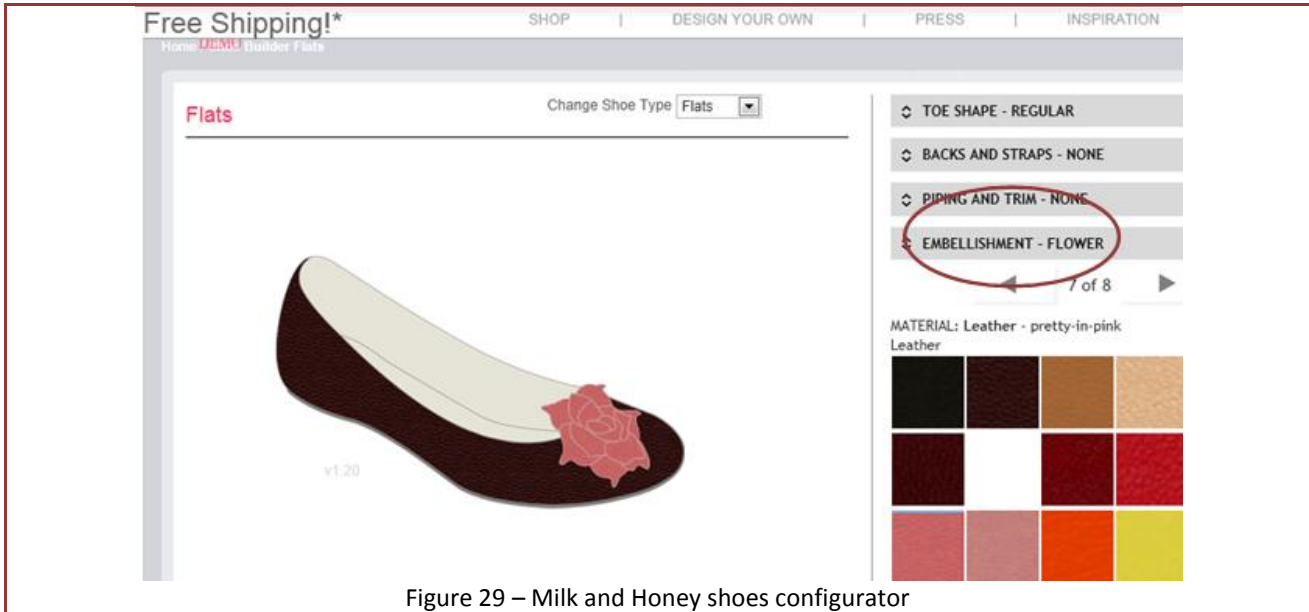 Free Shipping!*
SHOP | DESIGN YOUR OWN | PRESS | INSPIRATION
Home DEMO Builder Flats
Flats
Change Shoe Type Flats
TOE SHAPE - REGULAR
BACKS AND STRAPS - NONE
PIPING AND TRIM - NONE
EMBELLISHMENT - FLOWER
7 of 8
MATERIAL: Leather - pretty-in-pink
Leather
v1.20
Figure 29 – Milk and Honey shoes configurator